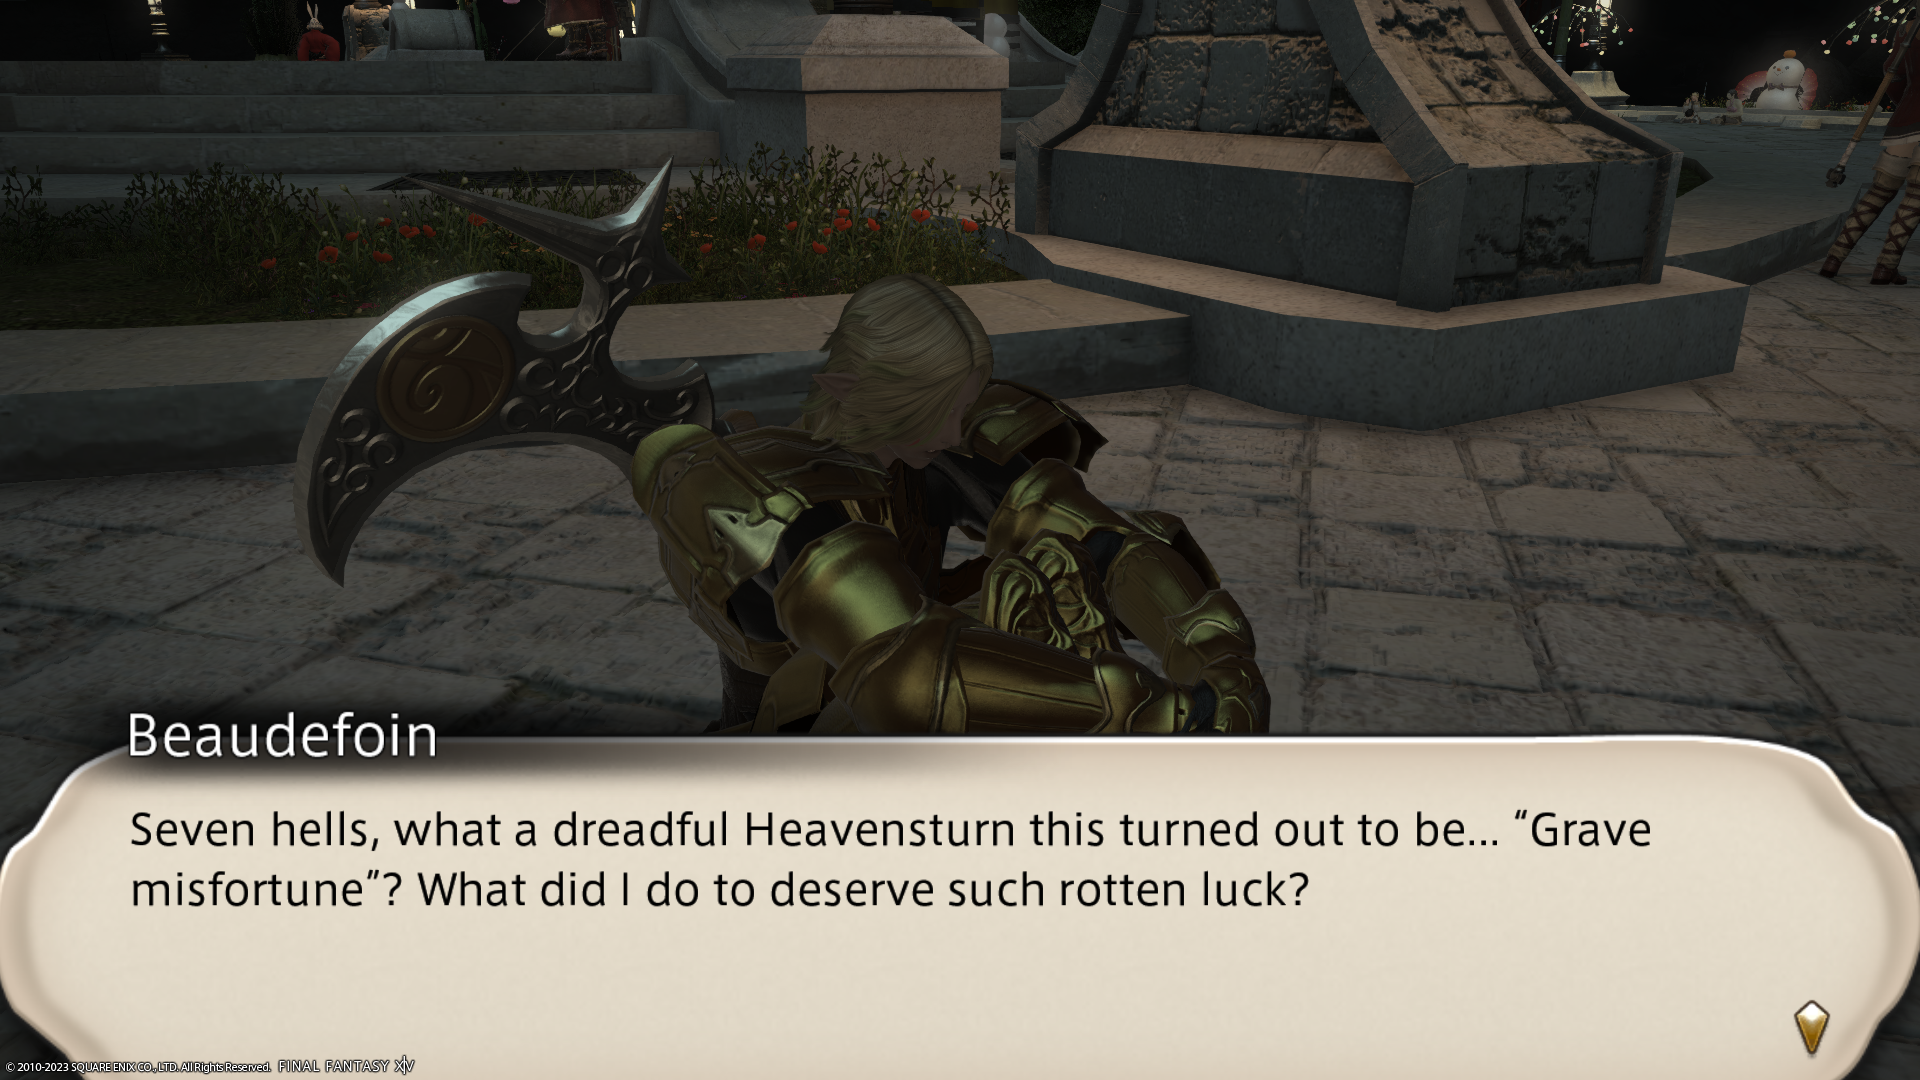 Beaudefoin
Seven hells, what a dreadful Heavensturn this turned out to be... “Grave
misfortune”? What did I do to deserve such rotten luck?
© 2010-2023 SQUARE ENIX CO., LTD. All Rights Reserved. FINAL FANTASY XIV